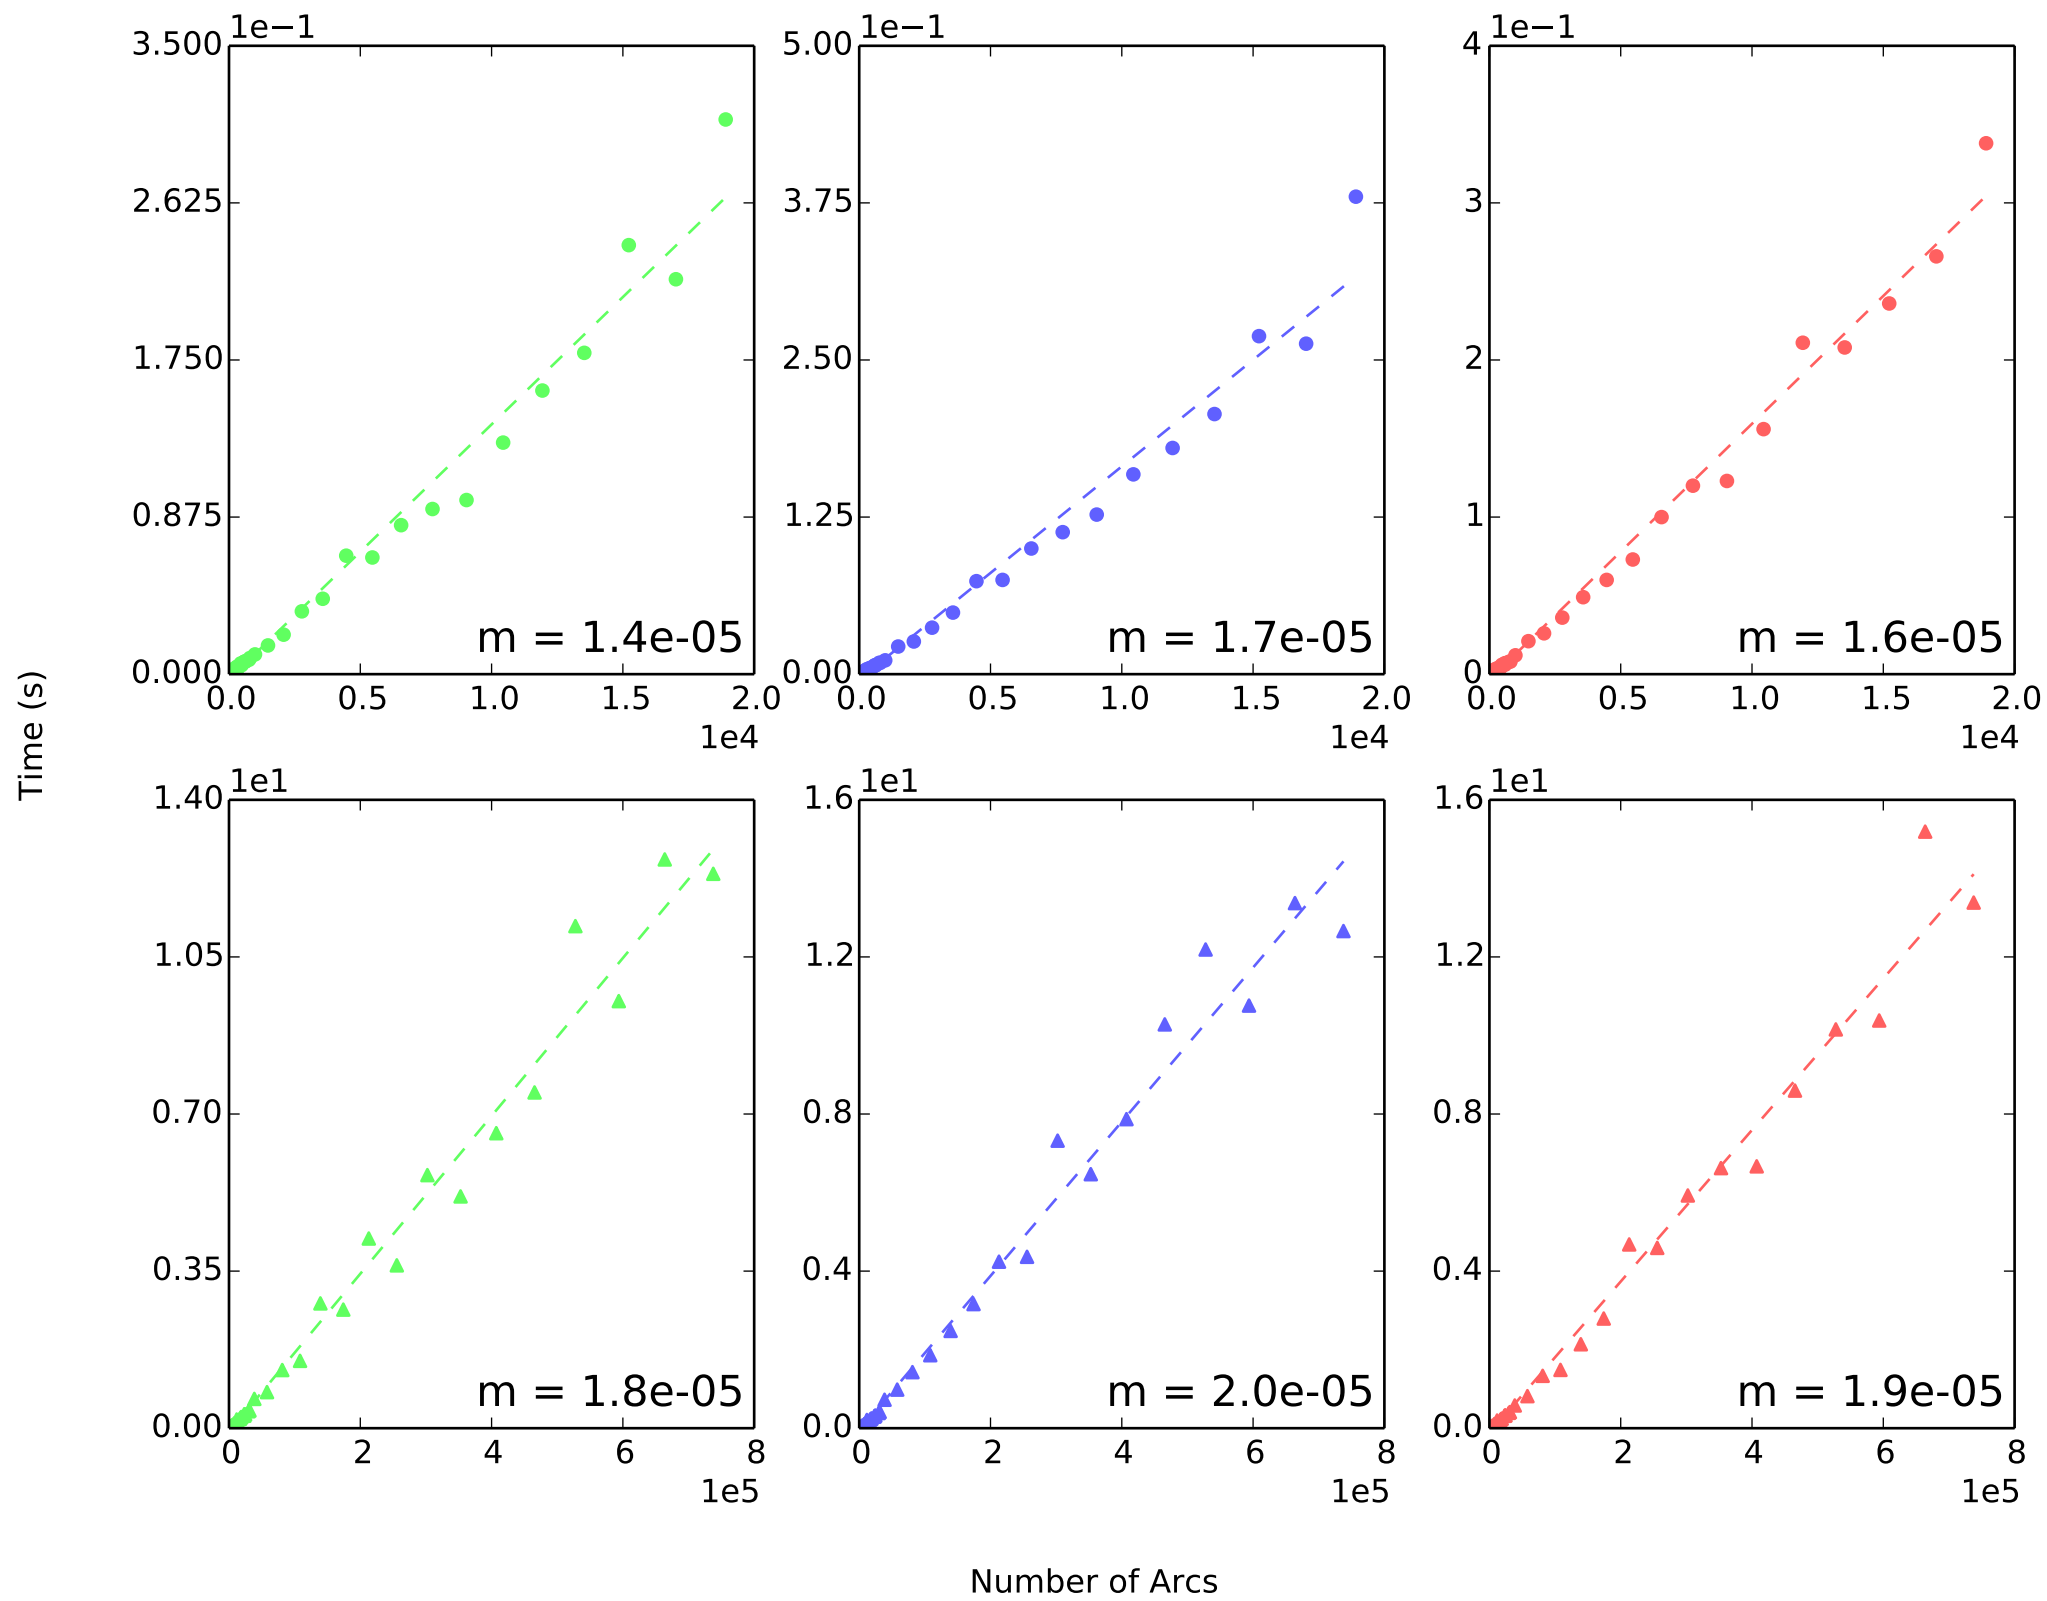 1e−1 1e−1 1e−1
3.500 5.00 4
2.625 3.75 3
1.750 2.50 2
0.875 1.25 1
m = 1.4e-05 m = 1.7e-05 m = 1.6e-05
0.000 0.00 0
0.0 0.5 1.0 1.5 2.0 0.0 0.5 1.0 1.5 2.0 0.0 0.5 1.0 1.5 2.0
1e4 1e4 1e4
Time (s)
1e1 1e1 1e1
1.40 1.6 1.6
1.05 1.2 1.2
0.70 0.8 0.8
0.35 0.4 0.4
m = 1.8e-05 m = 2.0e-05 m = 1.9e-05
0.00 0.0 0.0
0 2 4 6 8 0 2 4 6 8 0 2 4 6 8
1e5 1e5 1e5
Number of Arcs